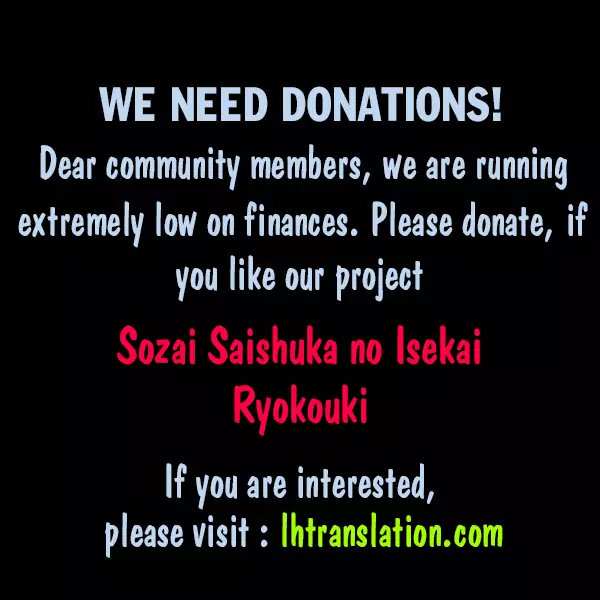 WE NEED DONATIONS!
Dear community members, we are running
extremely low on finances. Please donate, if
you like our project
Sozai Saishuka no Isekai
Ryokouki
If you are interested,
please visit : lhtranslation.com